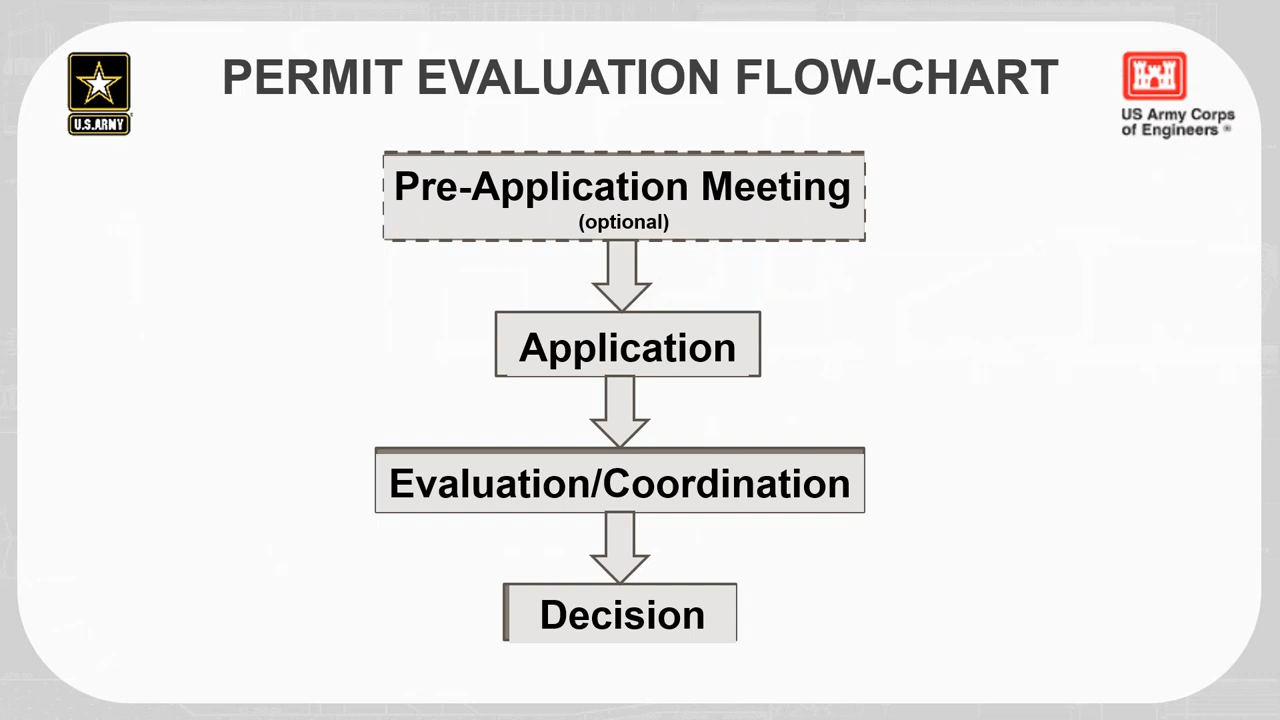 PERMIT EVALUATION FLOW-CHART
U.S.ARMY
US Army Corps
of Engineers ®
Pre-Application Meeting
(optional)
Application
Evaluation/Coordination
Decision